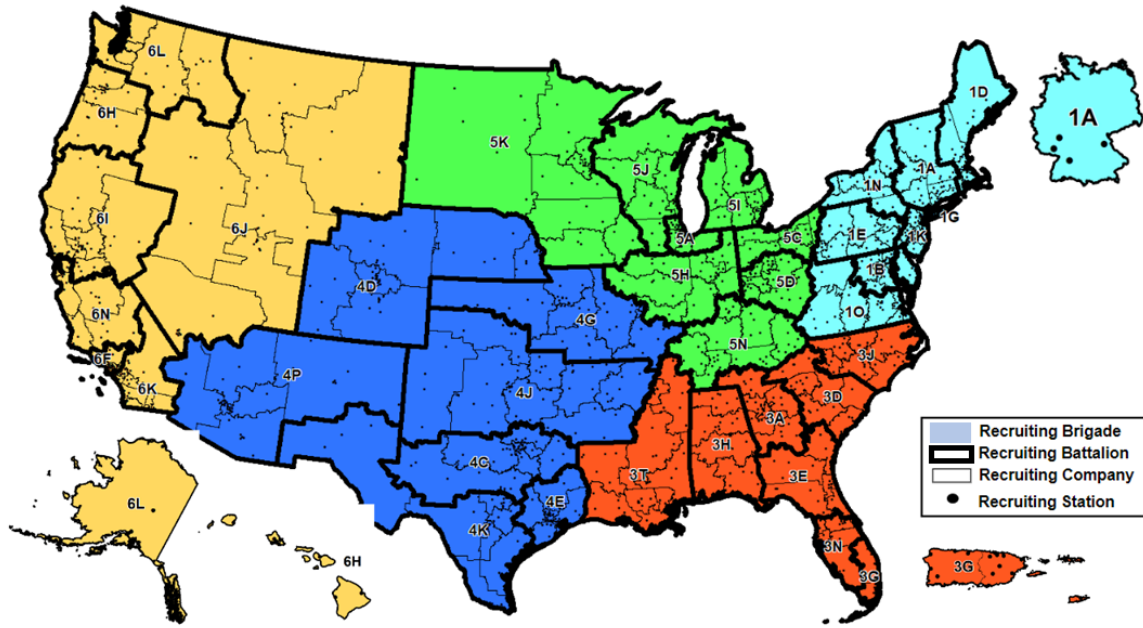 6L
1D
1A
6H
5K
5J
1A
1N
5I
1G
6I
6J
1E
1K
5A
5C
5H
5D
1B
4D
6N
4G
1O
5N
6F
3J
4P
6K
4J
3D
3A
Recruiting Brigade
3H
Recruiting Battalion
4C
3T
3E
Recruiting Company
6L
4E
Recruiting Station
4K
3N
6H
3G
3G